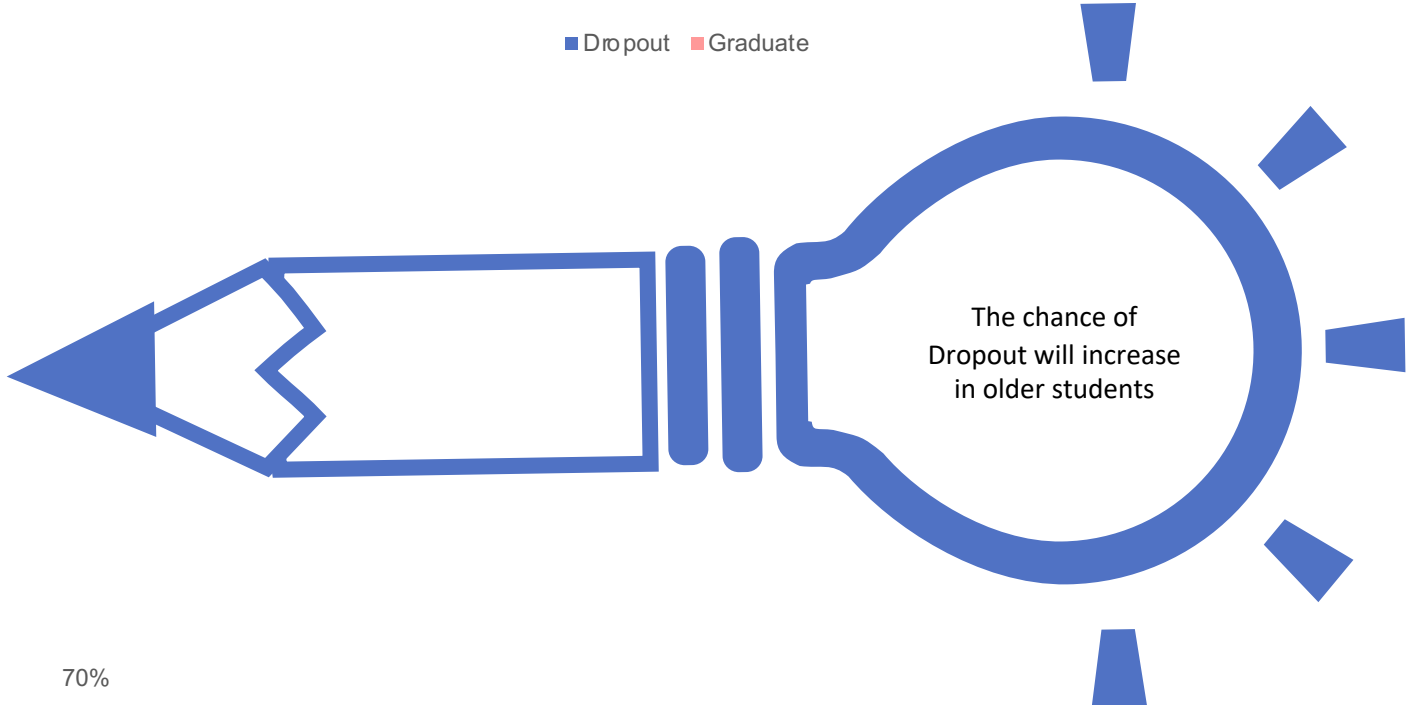 Dropout Graduate
The chance of
Dropout will increase
in older students
70%